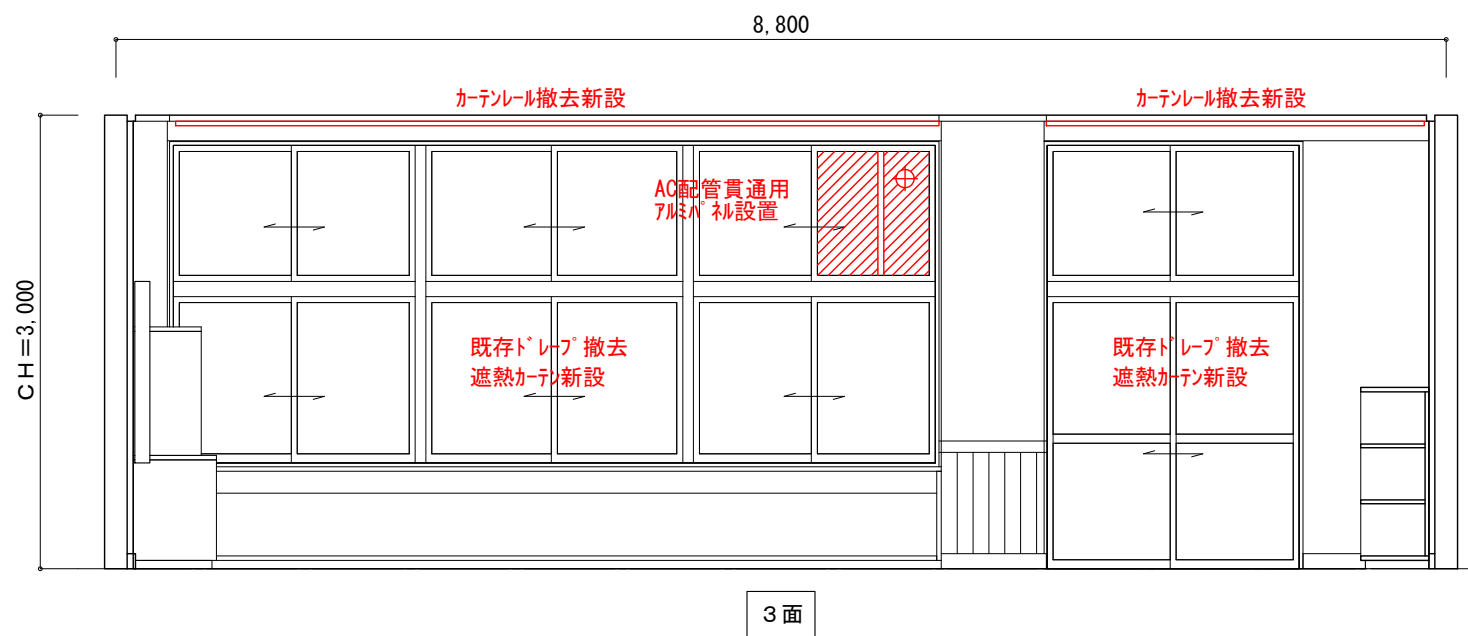 8,800
カーテンレール撤去新設
カーテンレール撤去新設
AC配管貫通用
アルミパネル設置
CH=3,000
既存ドレープ撤去
遮熱カーテン新設
既存ドレープ撤去
遮熱カーテン新設
3面